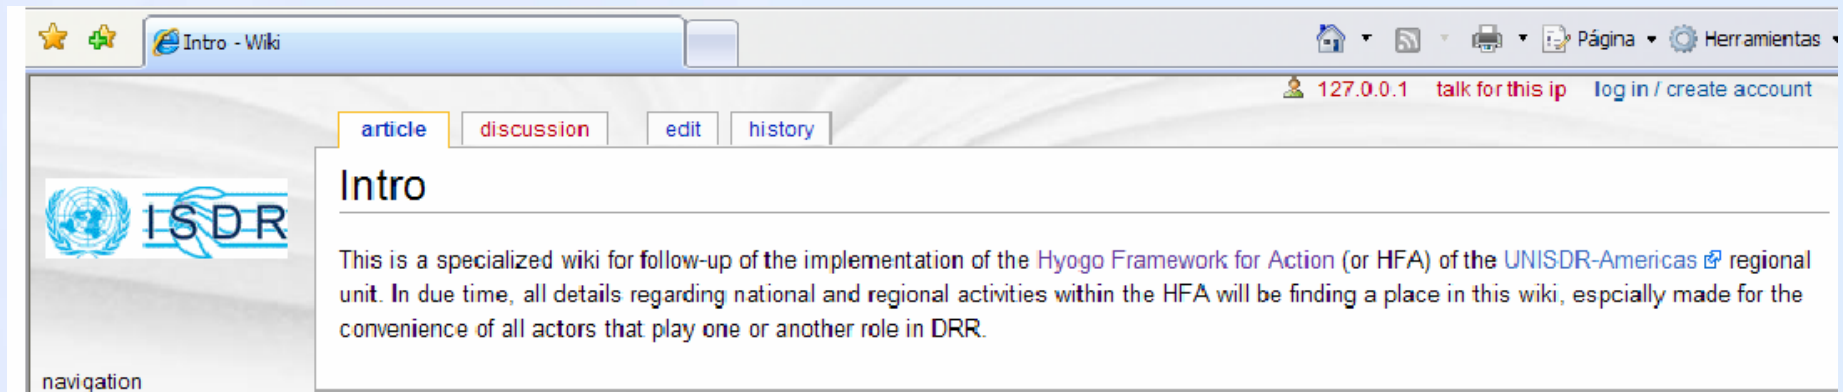 Intro - Wiki
Página
Herramientas
127.0.0.1 talk for this ip log in / create account
article discussion edit history
ISDR
Intro
This is a specialized wiki for follow-up of the implementation of the Hyogo Framework for Action (or HFA) of the UNISDR-Americas regional
unit. In due time, all details regarding national and regional activities within the HFA will be finding a place in this wiki, espcially made for the
convenience of all actors that play one or another role in DRR.
navigation